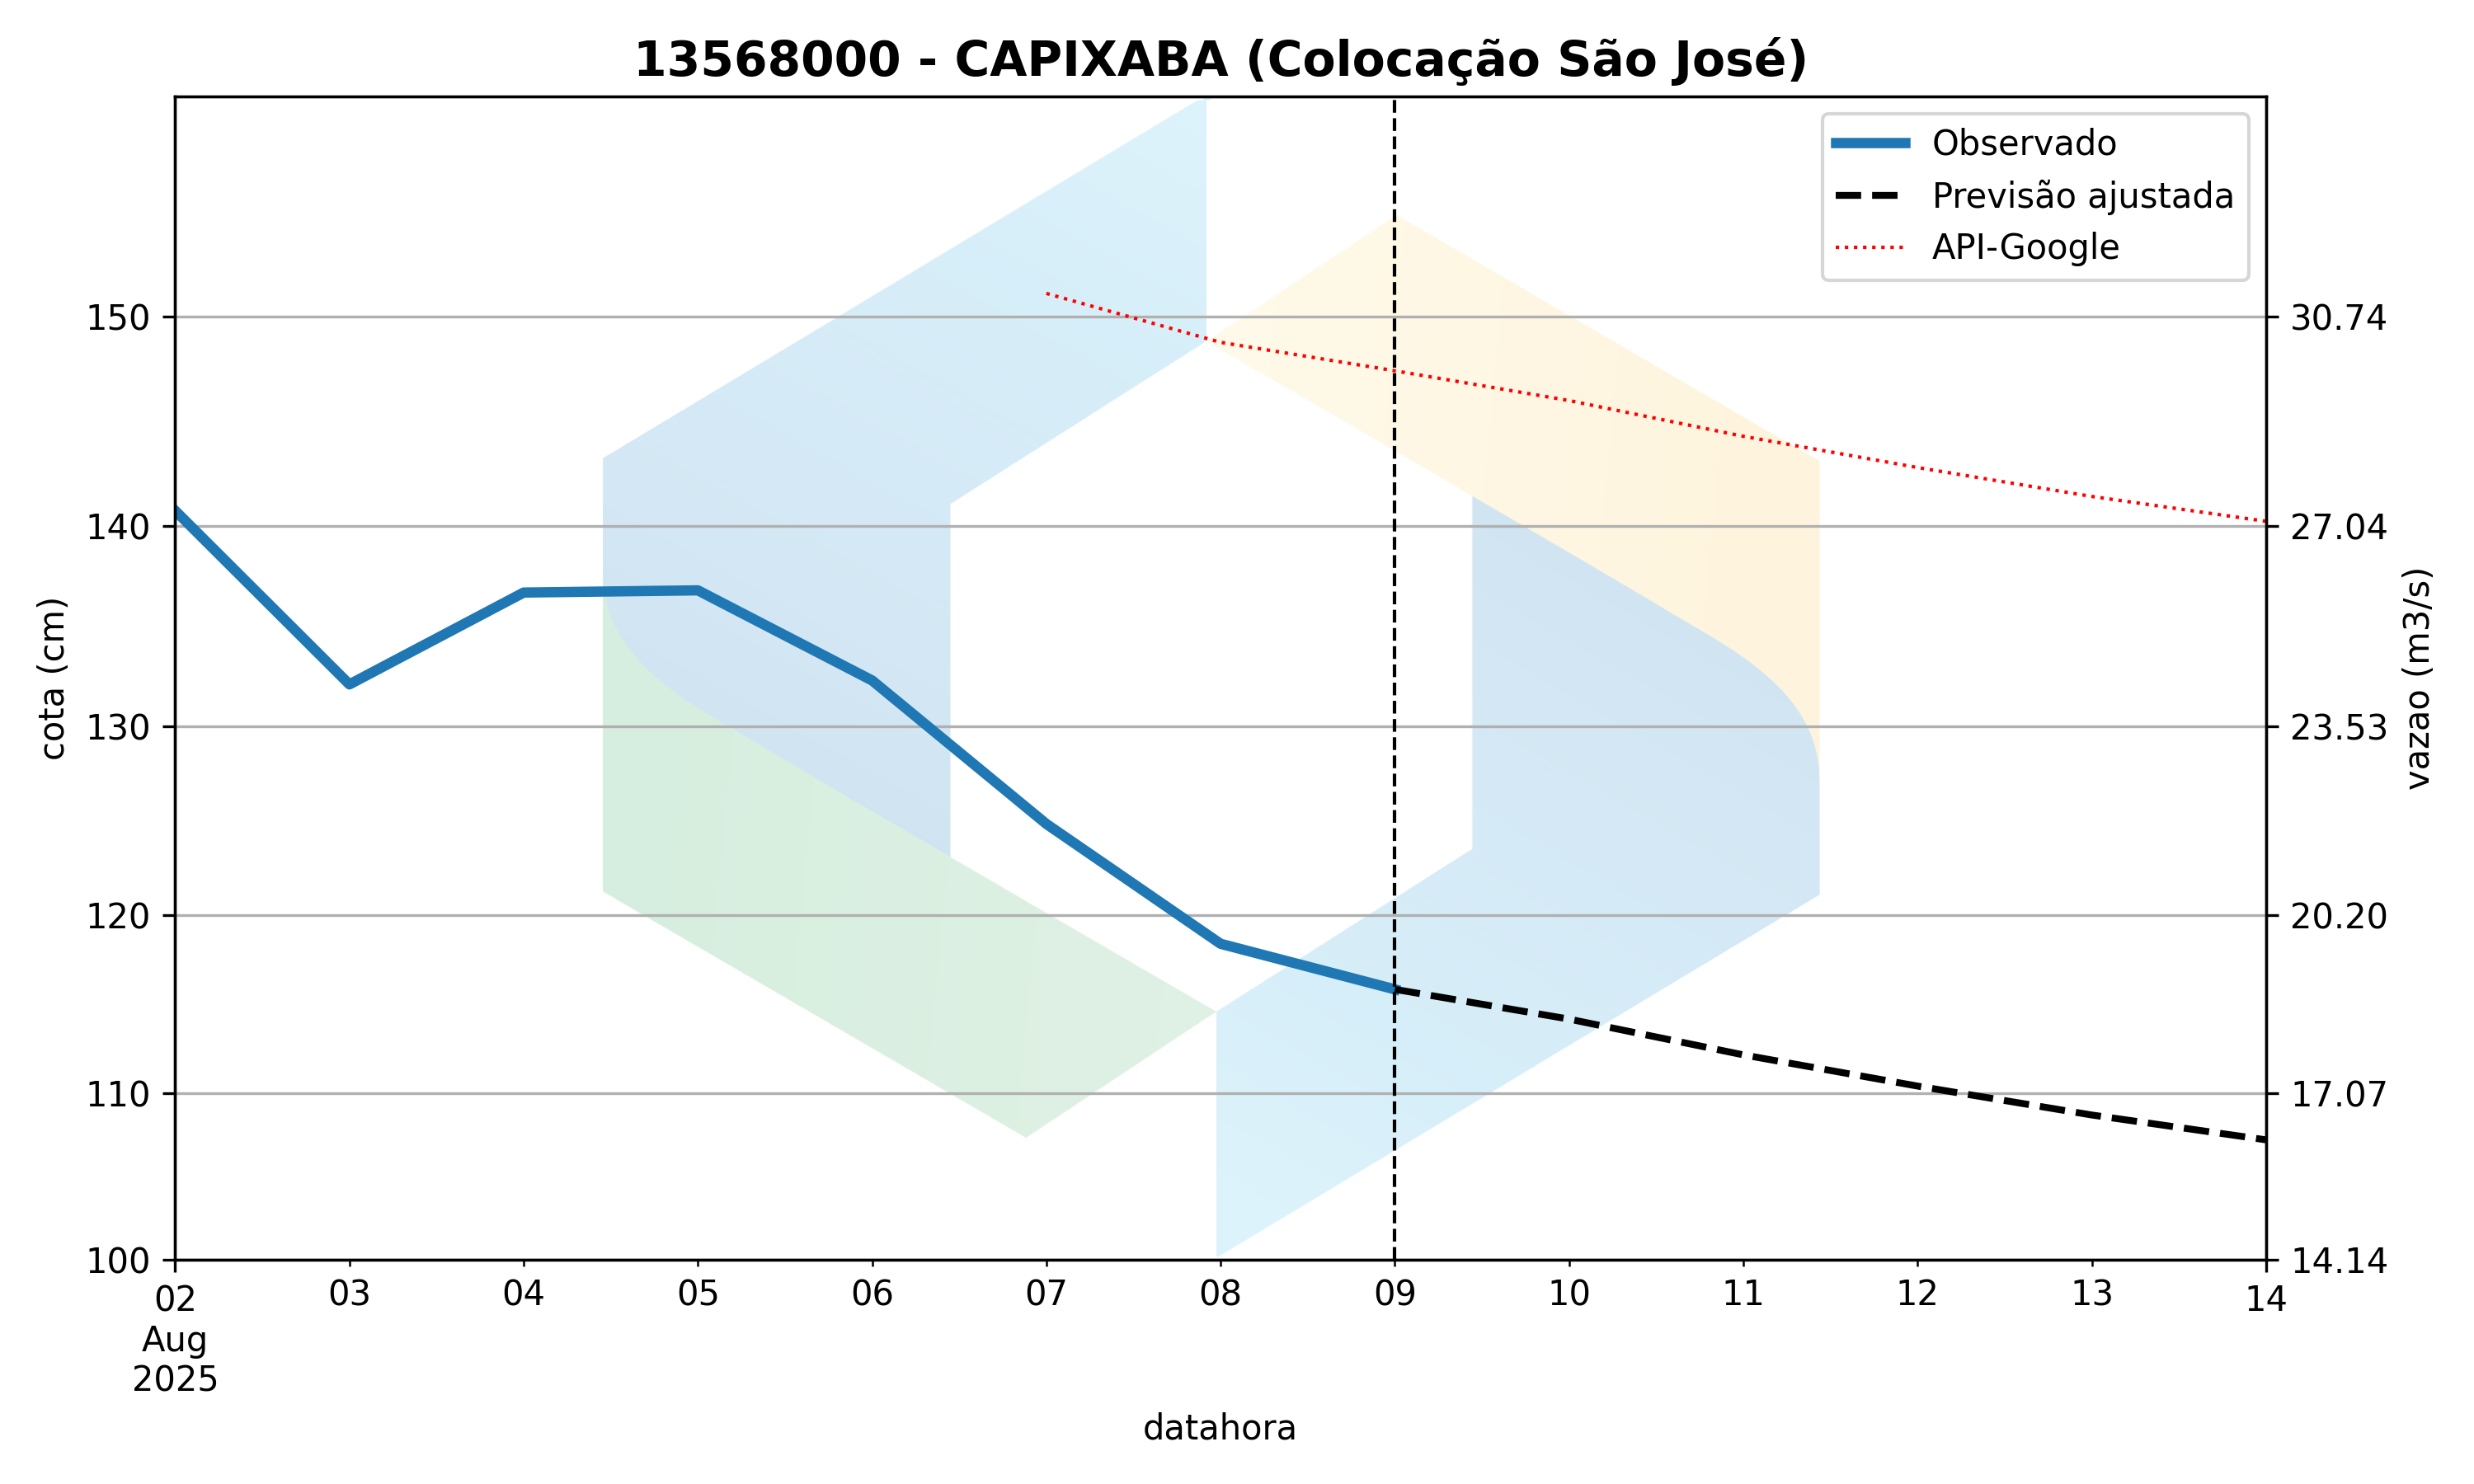 13568000 - CAPIXABA (Colocação São José)
Observado
Previsão ajustada
API-Google
150
140
130
120
110
100
cota (cm)
30.74
27.04
23.53
20.20
17.07
14.14
vazao (m3/s)
02 03 04 05 06 07 08 09 10 11 12 13 14
Aug
2025
datahora